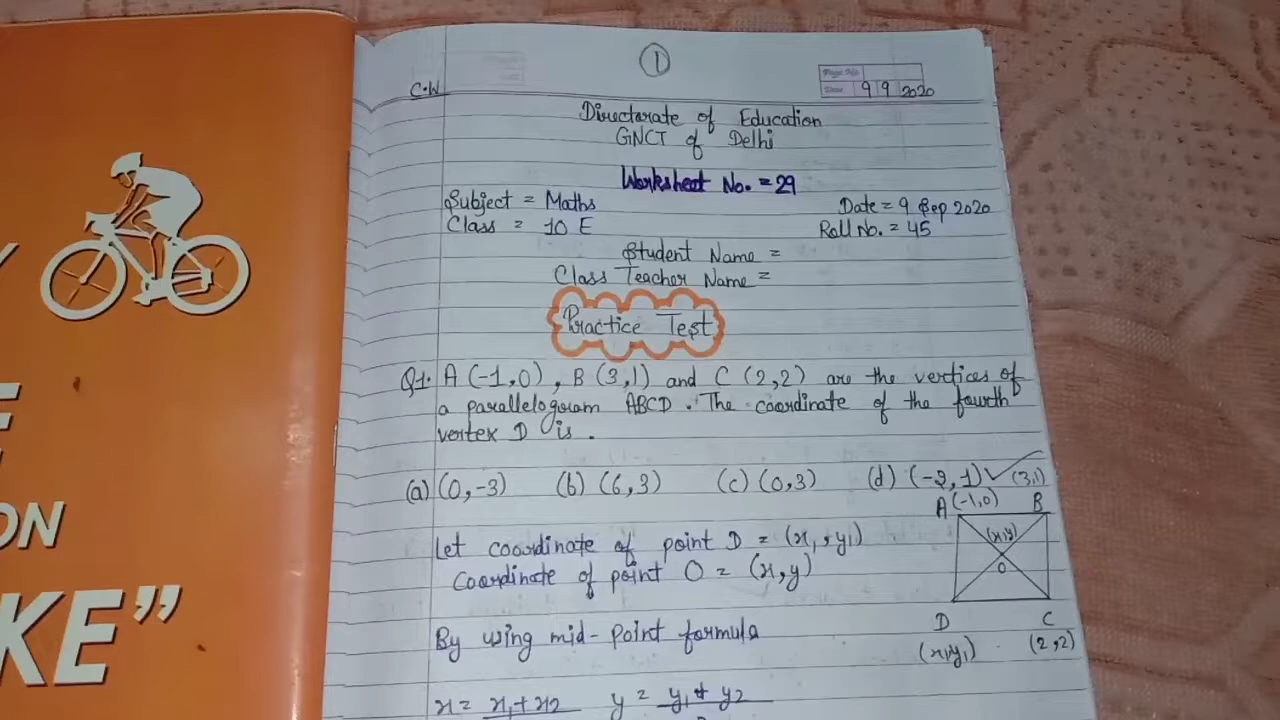 ①
C.W
Page No.
Date 9 9 2020
Directorate of Education
GNCT of Delhi
Worksheet No. = 29
Subject = Maths
Date = 9 Sep 2020
Class = 10 E
Roll No. = 45
Student Name =
Class Teacher Name =
Practice Test
Q1. A (-1,0), B (3,1) and C (2,2) are the vertices of
a parallelogram ABCD. The coordinate of the fourth
vertex D is.
(a) (0,-3) (b) (6,3) (c) (0,3) (d) (-2,1) ✓
(3,1)
A (-1,0) B
(x,y)
O
Let coordinate of point D = (x₁, y₁)
coordinate of point O = (x,y)
D C
(x₁y₁) (2,2)
By using mid-point formula
x = x₁+x2 y = y₁+y2
ON
KE”